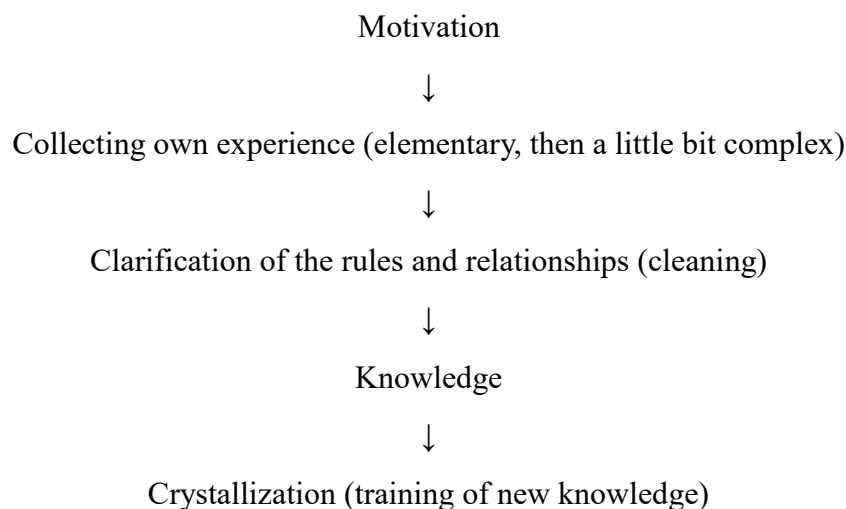 Motivation
↓
Collecting own experience (elementary, then a little bit complex)
↓
Clarification of the rules and relationships (cleaning)
↓
Knowledge
↓
Crystallization (training of new knowledge)